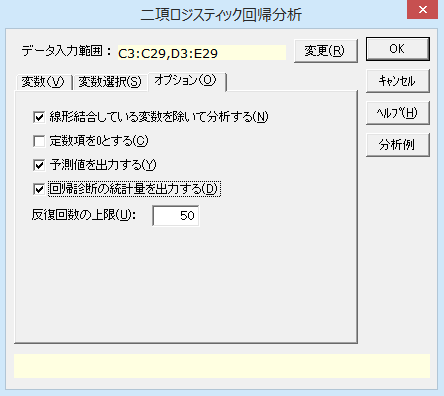 二項ロジスティック回帰分析
データ入力範囲： C3:C29,D3:E29 変更(R) OK
変数(V) 変数選択(S) オプション(O) ｷｬﾝｾﾙ
線形結合している変数を除いて分析する(N) ﾍﾙﾌﾟ(H)
定数項を0とする(C) 分析例
予測値を出力する(Y)
回帰診断の統計量を出力する(D)
反復回数の上限(U): 50